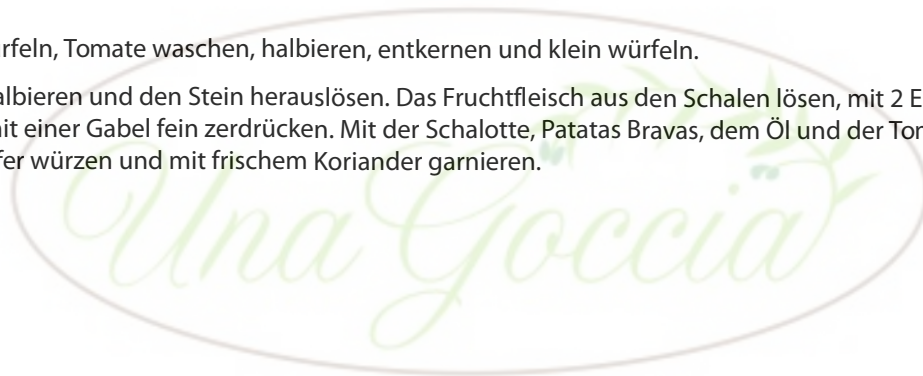 rfeln, Tomate waschen, halbieren, entkernen und klein würfeln.
albieren und den Stein herauslösen. Das Fruchtfleisch aus den Schalen lösen, mit 2 E
it einer Gabel fein zerdrücken. Mit der Schalotte, Patatas Bravas, dem Öl und der Tom
fer würzen und mit frischem Koriander garnieren.
Una Goccia